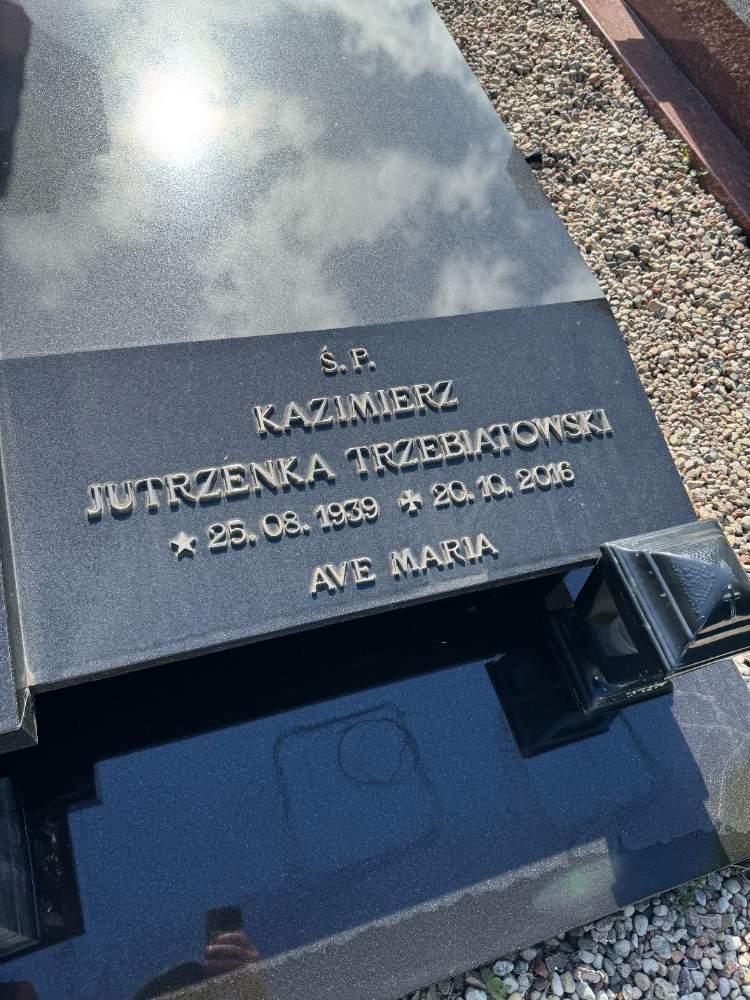 Ś. P.
KAZIMIERZ
JUTRZENKA TRZEBIATOWSKI
★ 25. 08. 1939 ✠ 20. 10. 2016
AVE MARIA